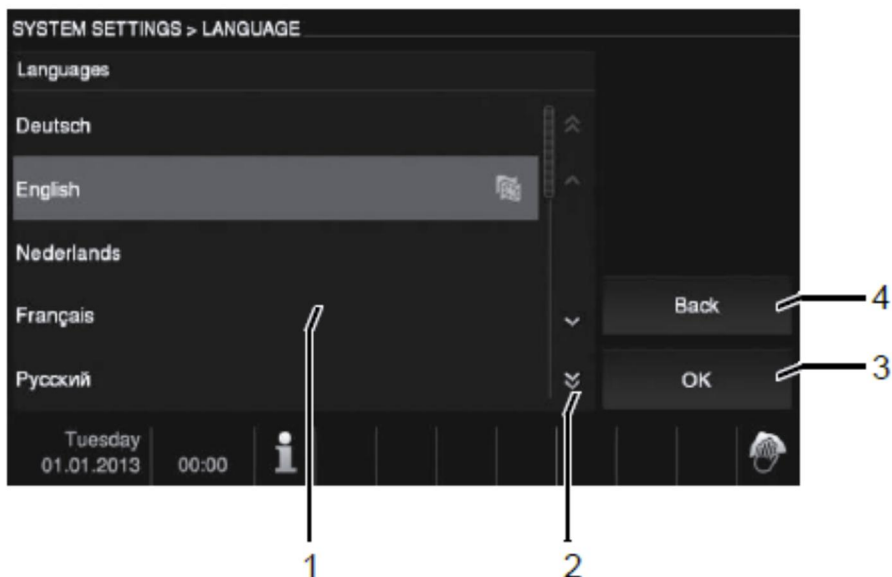 SYSTEM SETTINGS > LANGUAGE
Languages
Deutsch
English
Nederlands
Français
Русский
Back
OK
Tuesday
01.01.2013
00:00
4
3
1
2